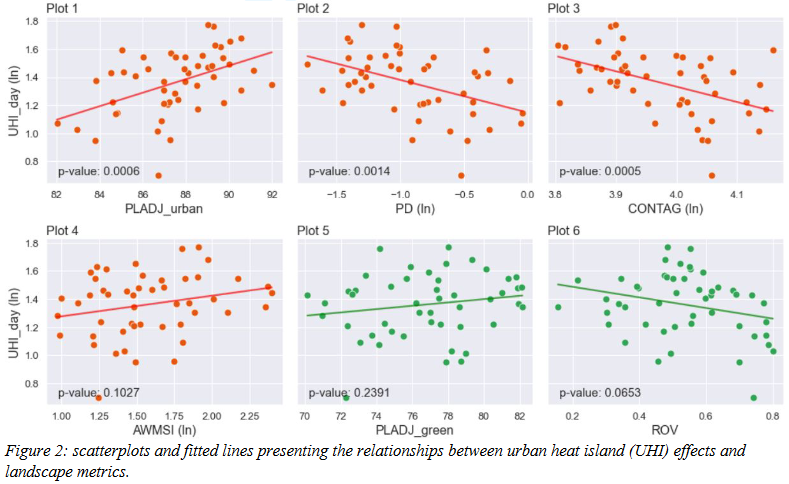 Plot 1
Plot 2
Plot 3
UHI_day (ln)
1.8
1.6
1.4
1.2
1.0
0.8
p-value: 0.0006
p-value: 0.0014
p-value: 0.0005
82 84 86 88 90 92
−1.5 −1.0 −0.5 0.0
3.8 3.9 4.0 4.1
PLADJ_urban
PD (ln)
CONTAG (ln)
Plot 4
Plot 5
Plot 6
UHI_day (ln)
1.8
1.6
1.4
1.2
1.0
0.8
p-value: 0.1027
p-value: 0.2391
p-value: 0.0653
1.00 1.25 1.50 1.75 2.00 2.25
70 72 74 76 78 80 82
0.2 0.4 0.6 0.8
AWMSI (ln)
PLADJ_green
ROV
Figure 2: scatterplots and fitted lines presenting the relationships between urban heat island (UHI) effects and
landscape metrics.